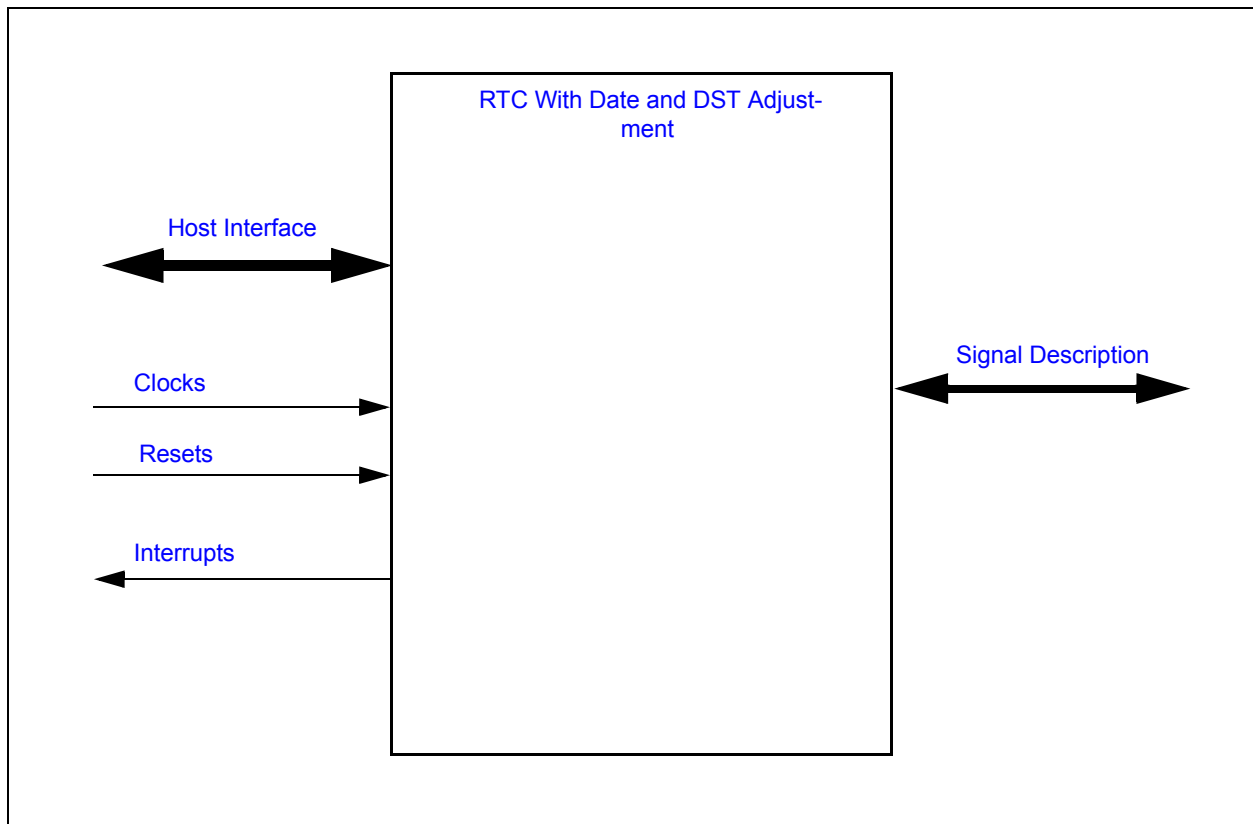 RTC With Date and DST Adjust-
ment
Host Interface
Signal Description
Clocks
Resets
Interrupts